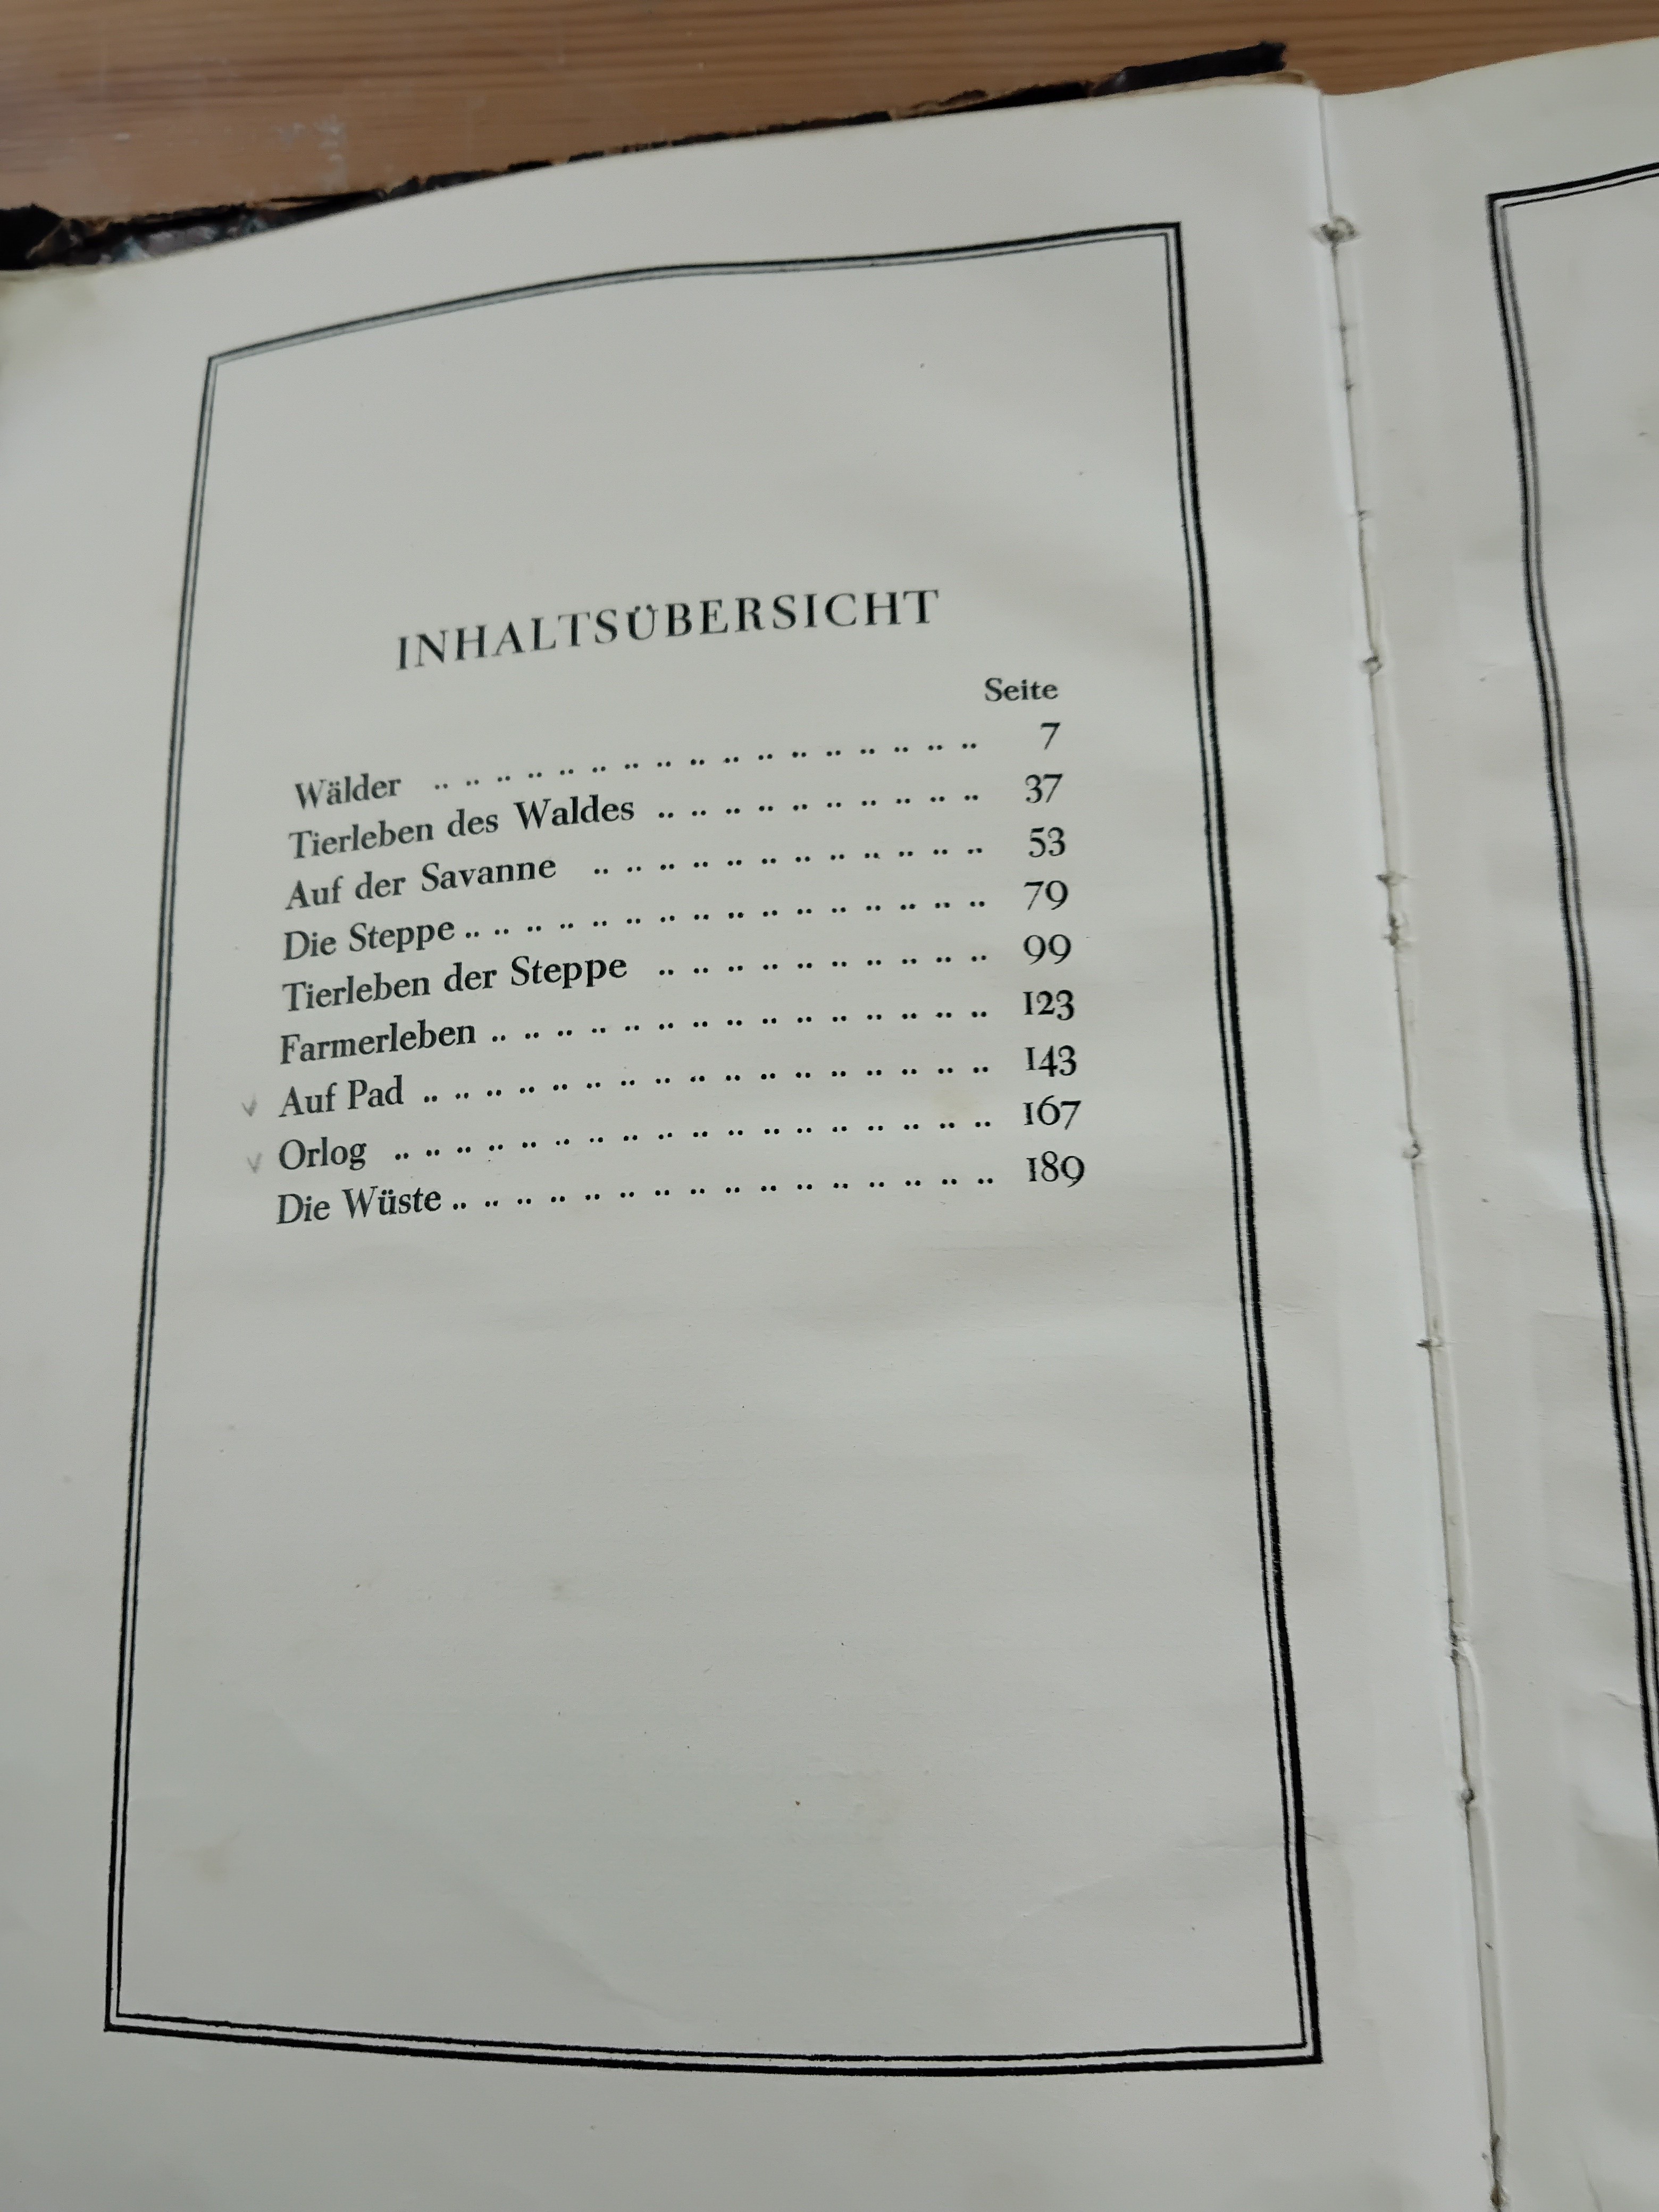 INHALTSÜBERSICHT
Seite
Wälder .. .. .. .. .. .. .. .. .. .. .. .. .. .. .. .. .. 7
Tierleben des Waldes .. .. .. .. .. .. .. .. .. .. 37
Auf der Savanne .. .. .. .. .. .. .. .. .. .. .. .. 53
Die Steppe .. .. .. .. .. .. .. .. .. .. .. .. .. .. .. .. 79
Tierleben der Steppe .. .. .. .. .. .. .. .. .. .. 99
Farmerleben .. .. .. .. .. .. .. .. .. .. .. .. .. .. .. 123
v Auf Pad .. .. .. .. .. .. .. .. .. .. .. .. .. .. .. .. .. 143
v Orlog .. .. .. .. .. .. .. .. .. .. .. .. .. .. .. .. .. .. 167
Die Wüste .. .. .. .. .. .. .. .. .. .. .. .. .. .. .. .. 189